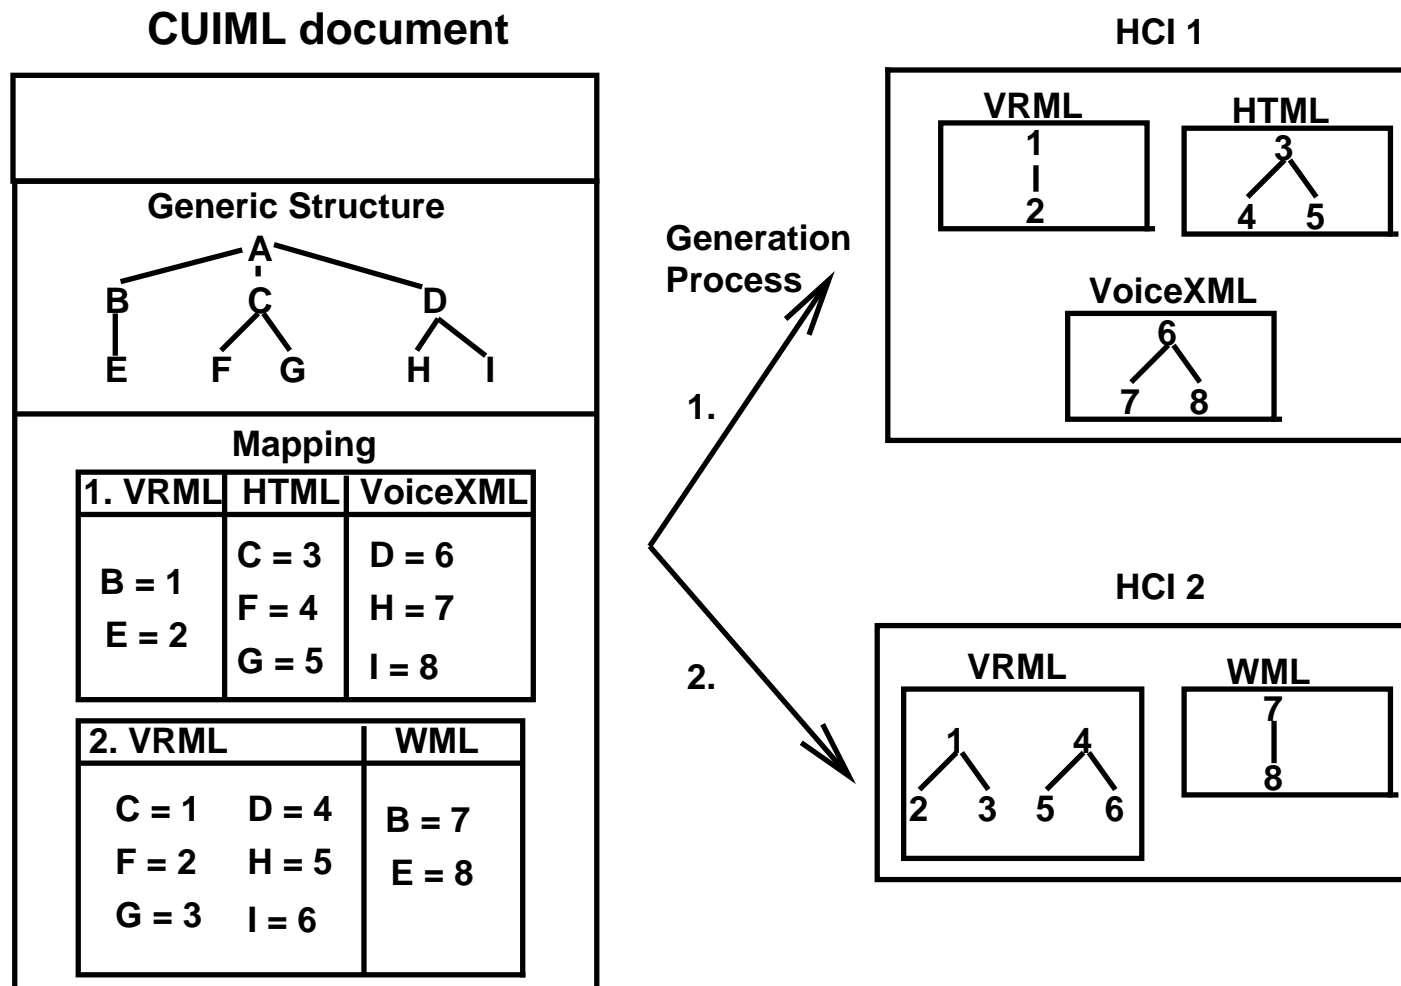 CUIML document
Generic Structure
A
B C D
E F G H I
Mapping
1. VRML HTML VoiceXML
B = 1
E = 2
C = 3
F = 4
G = 5
D = 6
H = 7
I = 8
2. VRML WML
C = 1 D = 4
F = 2 H = 5
G = 3 I = 6
B = 7
E = 8
Generation
Process
1.
2.
HCI 1
VRML
1
2
HTML
3
4 5
VoiceXML
6
7 8
HCI 2
VRML
1 4
2 3 5 6
WML
7
8